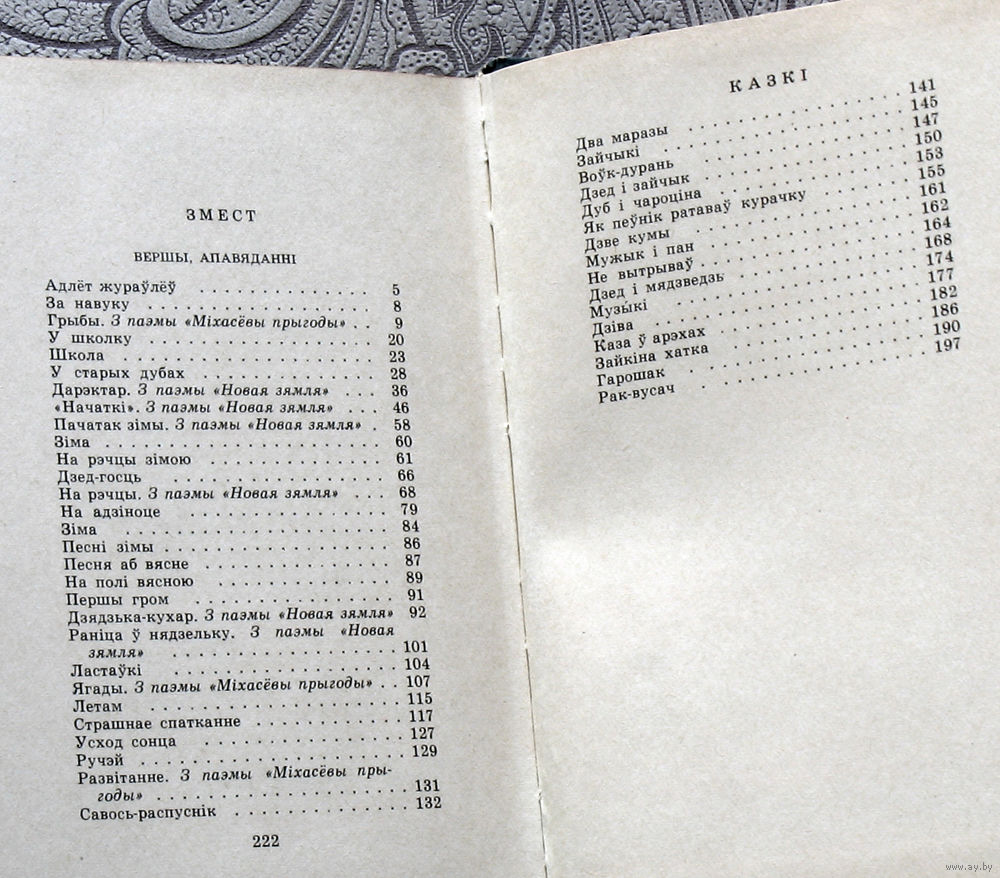 ЗМЕСТ
ВЕРШЫ, АПАВЯДАННІ
Адлёт жураўлёў . . . . . . . . . . . . 5
За навуку . . . . . . . . . . . . . . 8
Грыбы. З паэмы «Міхасёвы прыгоды» . . 9
У школку . . . . . . . . . . . . . . 20
Школа . . . . . . . . . . . . . . . 23
У старых дубах . . . . . . . . . . . 28
Дарэктар. З паэмы «Новая зямля» . . . 36
«Начаткі». З паэмы «Новая зямля» . . . 46
Пачатак зімы. З паэмы «Новая зямля» . 58
Зіма . . . . . . . . . . . . . . . . 60
На рэчцы зімою . . . . . . . . . . . 61
Дзед-госць . . . . . . . . . . . . . 66
На рэчцы. З паэмы «Новая зямля» . . . 68
На адзіноце . . . . . . . . . . . . 79
Зіма . . . . . . . . . . . . . . . 84
Песні зімы . . . . . . . . . . . . . 86
Песня аб вясне . . . . . . . . . . . 87
На полі вясною . . . . . . . . . . . 89
Першы гром . . . . . . . . . . . . 91
Дзядзька-кухар. З паэмы «Новая зямля» 92
Раніца ў нядзельку. З паэмы «Новая
зямля» . . . . . . . . . . . . . 101
Ластаўкі . . . . . . . . . . . . . 104
Ягады. З паэмы «Міхасёвы прыгоды» . . 107
Летам . . . . . . . . . . . . . . 115
Страшнае спатканне . . . . . . . . . 117
Усход сонца . . . . . . . . . . . . 127
Ручэй . . . . . . . . . . . . . . 129
Развітанне. З паэмы «Міхасёвы пры-
годы» . . . . . . . . . . . . . . 131
Савось-распуснік . . . . . . . . . . 132
222
КАЗКІ
Два маразы . . . . . . . . . . . . 141
Зайчыкі . . . . . . . . . . . . . 145
Воўк-дурань . . . . . . . . . . . . 147
Дзед і зайчык . . . . . . . . . . . 150
Дуб і чароціна . . . . . . . . . . . 153
Як пеўнік ратаваў курачку . . . . . . 155
Дзве кумы . . . . . . . . . . . . . 161
Мужык і пан . . . . . . . . . . . . 162
Не вытрываў . . . . . . . . . . . . 164
Дзед і мядзведзь . . . . . . . . . . 168
Музыкі . . . . . . . . . . . . . . 174
Дзіва . . . . . . . . . . . . . . 177
Каза ў арэхах . . . . . . . . . . . 182
Зайкіна хатка . . . . . . . . . . . 186
Гарошак . . . . . . . . . . . . . 190
Рак-вусач . . . . . . . . . . . . . 197
www.ay.by